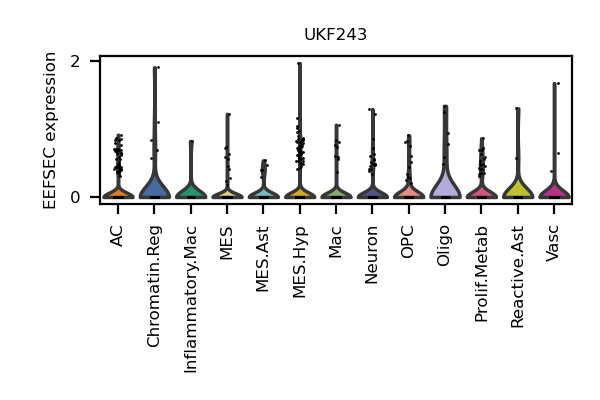 UKF243
EEFSEC expression
2
0
AC
Chromatin.Reg
Inflammatory.Mac
MES
MES.Ast
MES.Hyp
Mac
Neuron
OPC
Oligo
Prolif.Metab
Reactive.Ast
Vasc